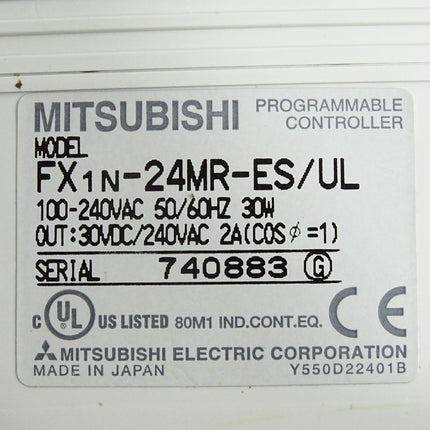 MITSUBISHI PROGRAMMABLE CONTROLLER
MODEL
FX1N-24MR-ES/UL
100-240VAC 50/60HZ 30W
OUT:30VDC/240VAC 2A(COSφ=1)
SERIAL 740883 G
C UL US LISTED 80M1 IND.CONT.EQ. CE
MITSUBISHI ELECTRIC CORPORATION
MADE IN JAPAN Y550D22401B